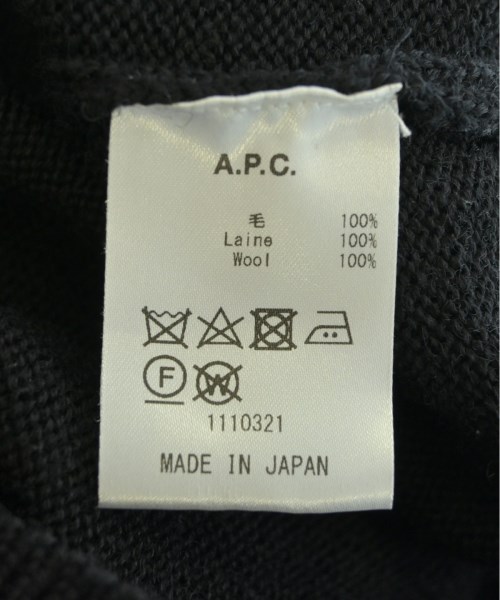 A.P.C.
毛 100%
Laine 100%
Wool 100%
F W
1110321
MADE IN JAPAN